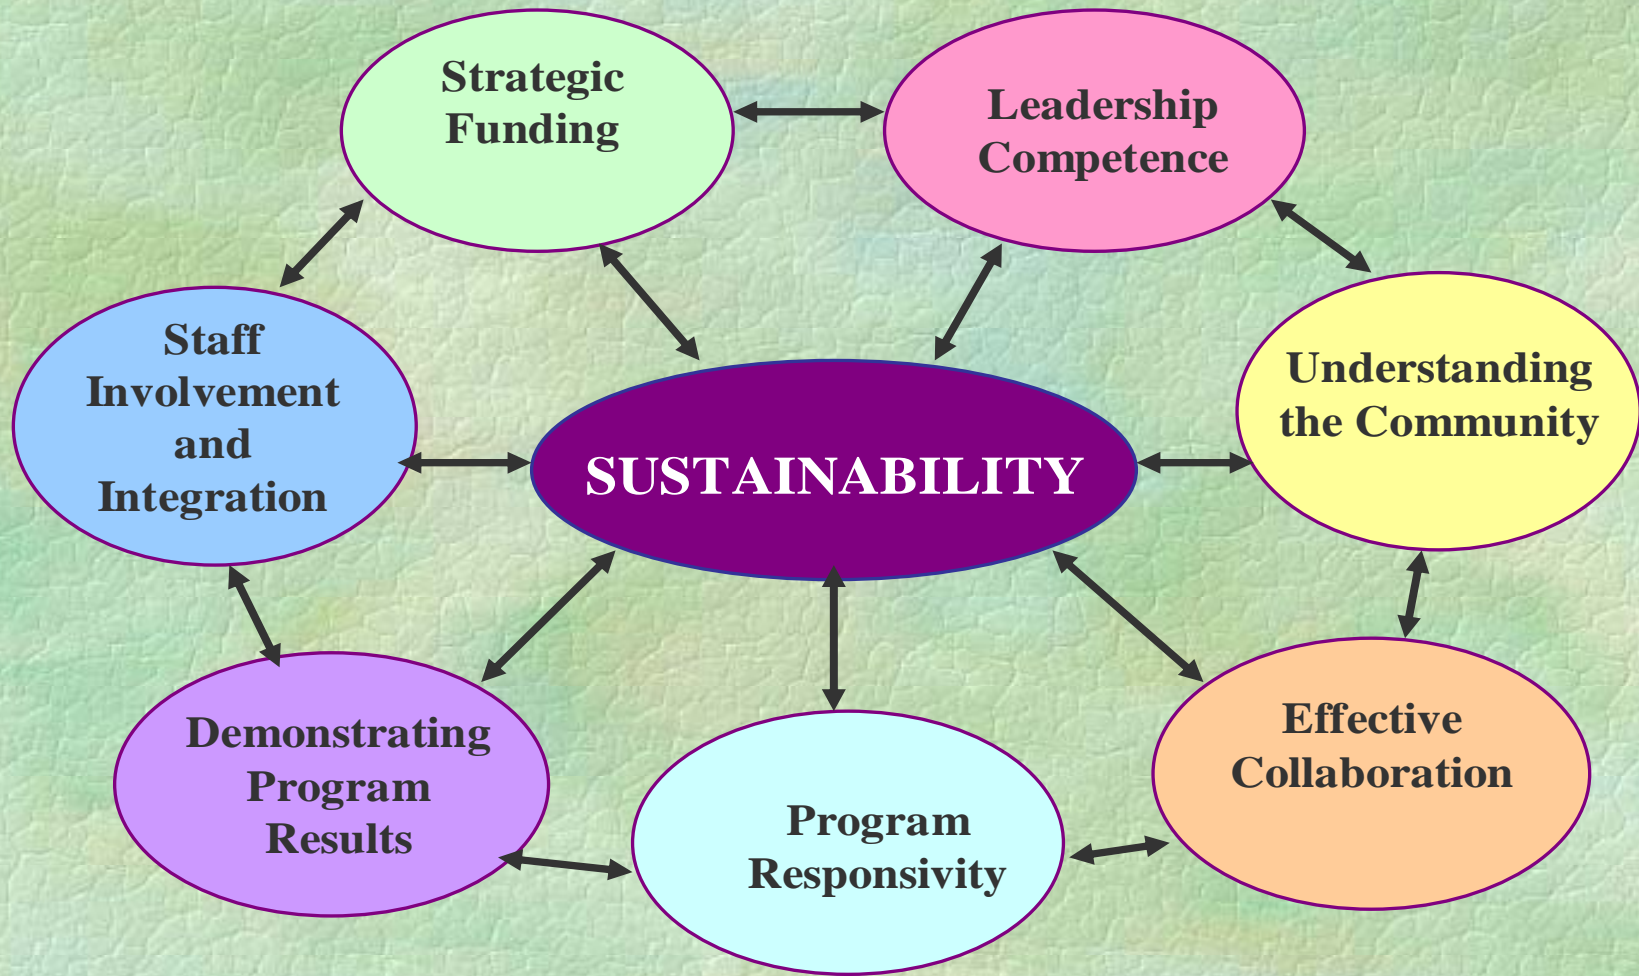 Strategic
Funding
Leadership
Competence
Staff
Involvement
and
Integration
Understanding
the Community
SUSTAINABILITY
Demonstrating
Program
Results
Program
Responsivity
Effective
Collaboration